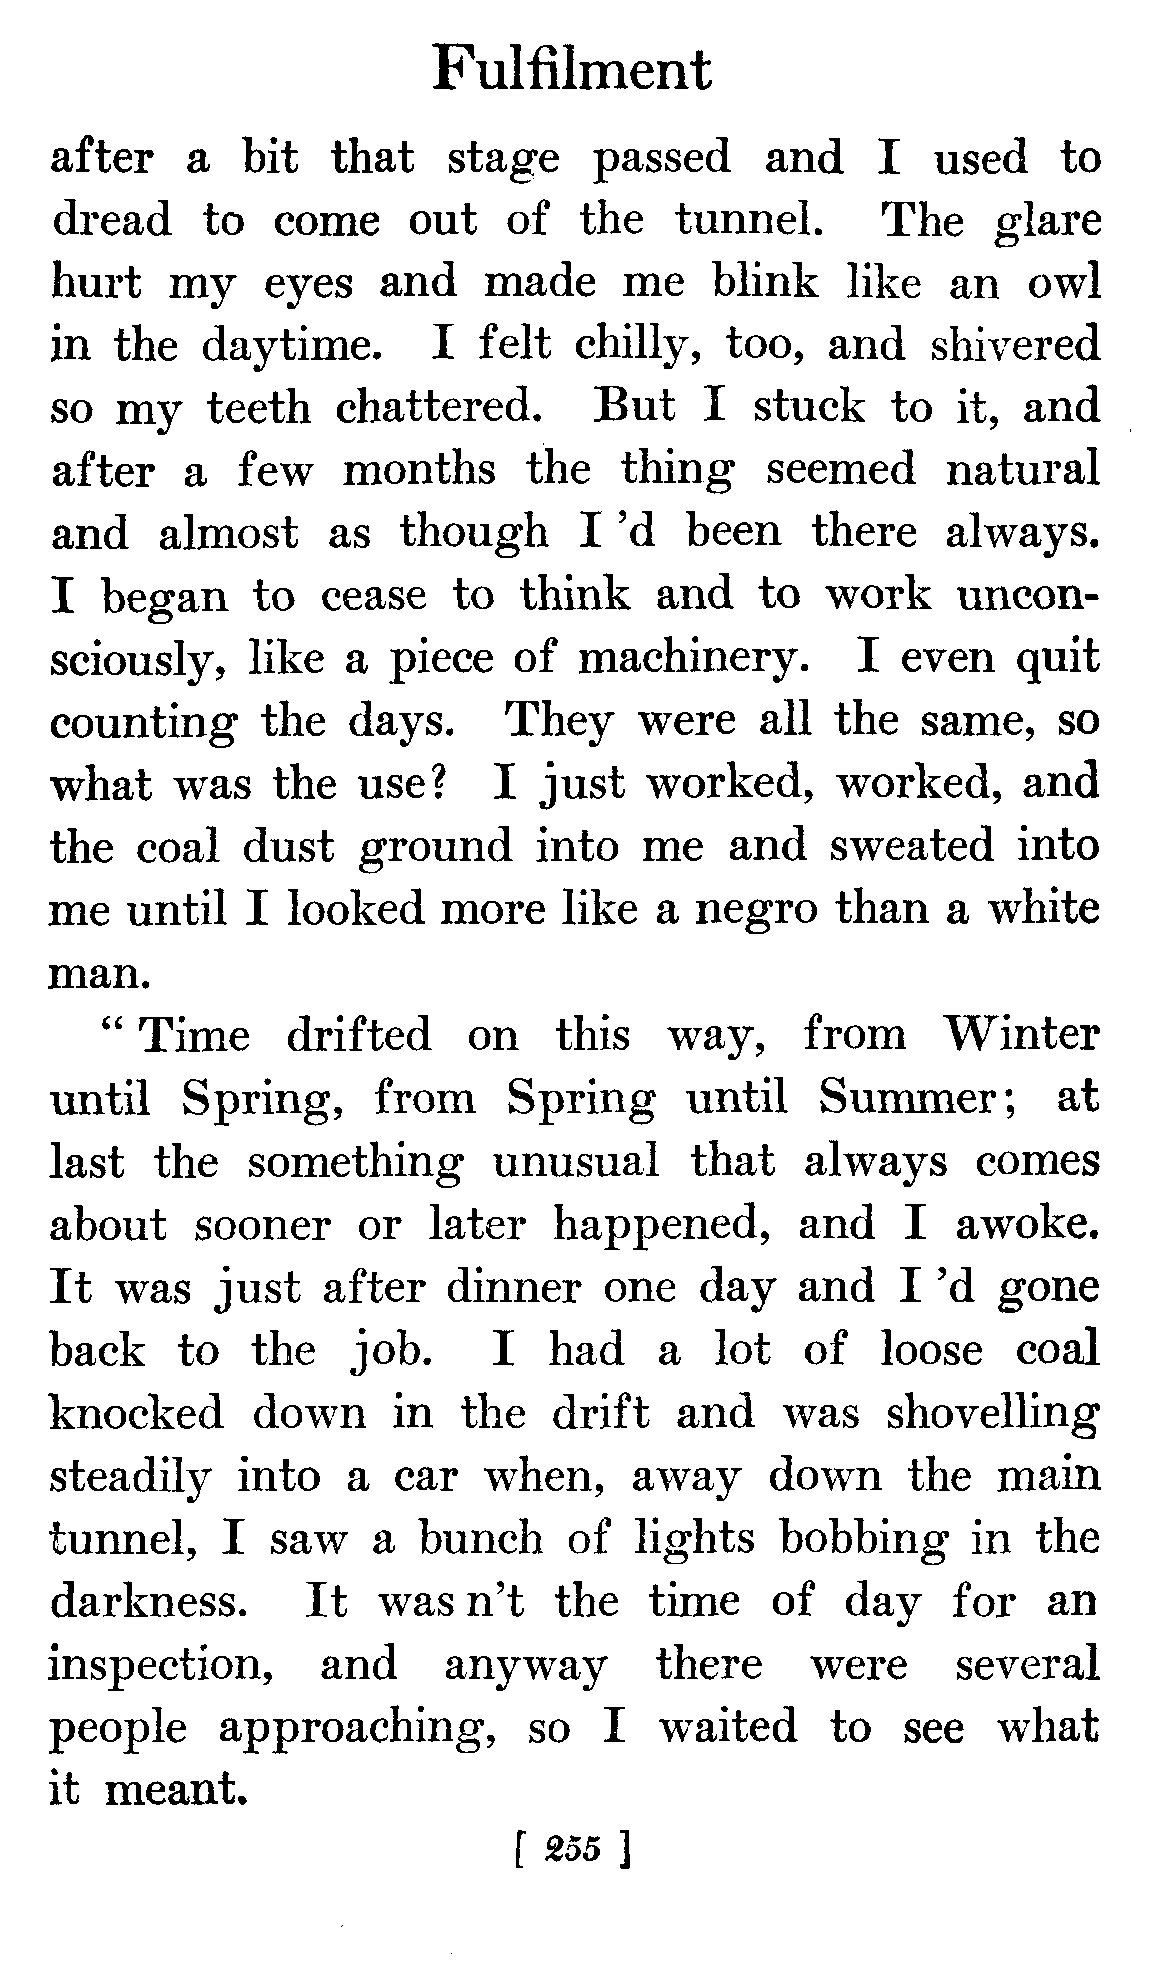 Fulfilment
after a bit that stage passed and I used to
dread to come out of the tunnel. The glare
hurt my eyes and made me blink like an owl
in the daytime. I felt chilly, too, and shivered
so my teeth chattered. But I stuck to it, and
after a few months the thing seemed natural
and almost as though I 'd been there always.
I began to cease to think and to work uncon-
sciously, like a piece of machinery. I even quit
counting the days. They were all the same, so
what was the use? I just worked, worked, and
the coal dust ground into me and sweated into
me until I looked more like a negro than a white
man.
“ Time drifted on this way, from Winter
until Spring, from Spring until Summer; at
last the something unusual that always comes
about sooner or later happened, and I awoke.
It was just after dinner one day and I 'd gone
back to the job. I had a lot of loose coal
knocked down in the drift and was shovelling
steadily into a car when, away down the main
tunnel, I saw a bunch of lights bobbing in the
darkness. It was n't the time of day for an
inspection, and anyway there were several
people approaching, so I waited to see what
it meant.
[ 255 ]